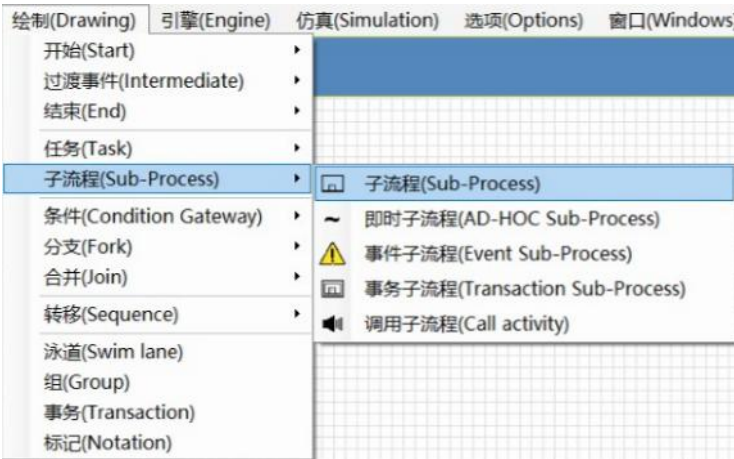 绘制(Drawing) 引擎(Engine) 仿真(Simulation) 选项(Options) 窗口(Windows)
开始(Start)
过渡事件(Intermediate)
结束(End)
任务(Task)
子流程(Sub-Process)
子流程(Sub-Process)
条件(Condition Gateway)
即时子流程(AD-HOC Sub-Process)
分支(Fork)
事件子流程(Event Sub-Process)
合并(Join)
事务子流程(Transaction Sub-Process)
转移(Sequence)
调用子流程(Call activity)
泳道(Swim lane)
组(Group)
事务(Transaction)
标记(Notation)